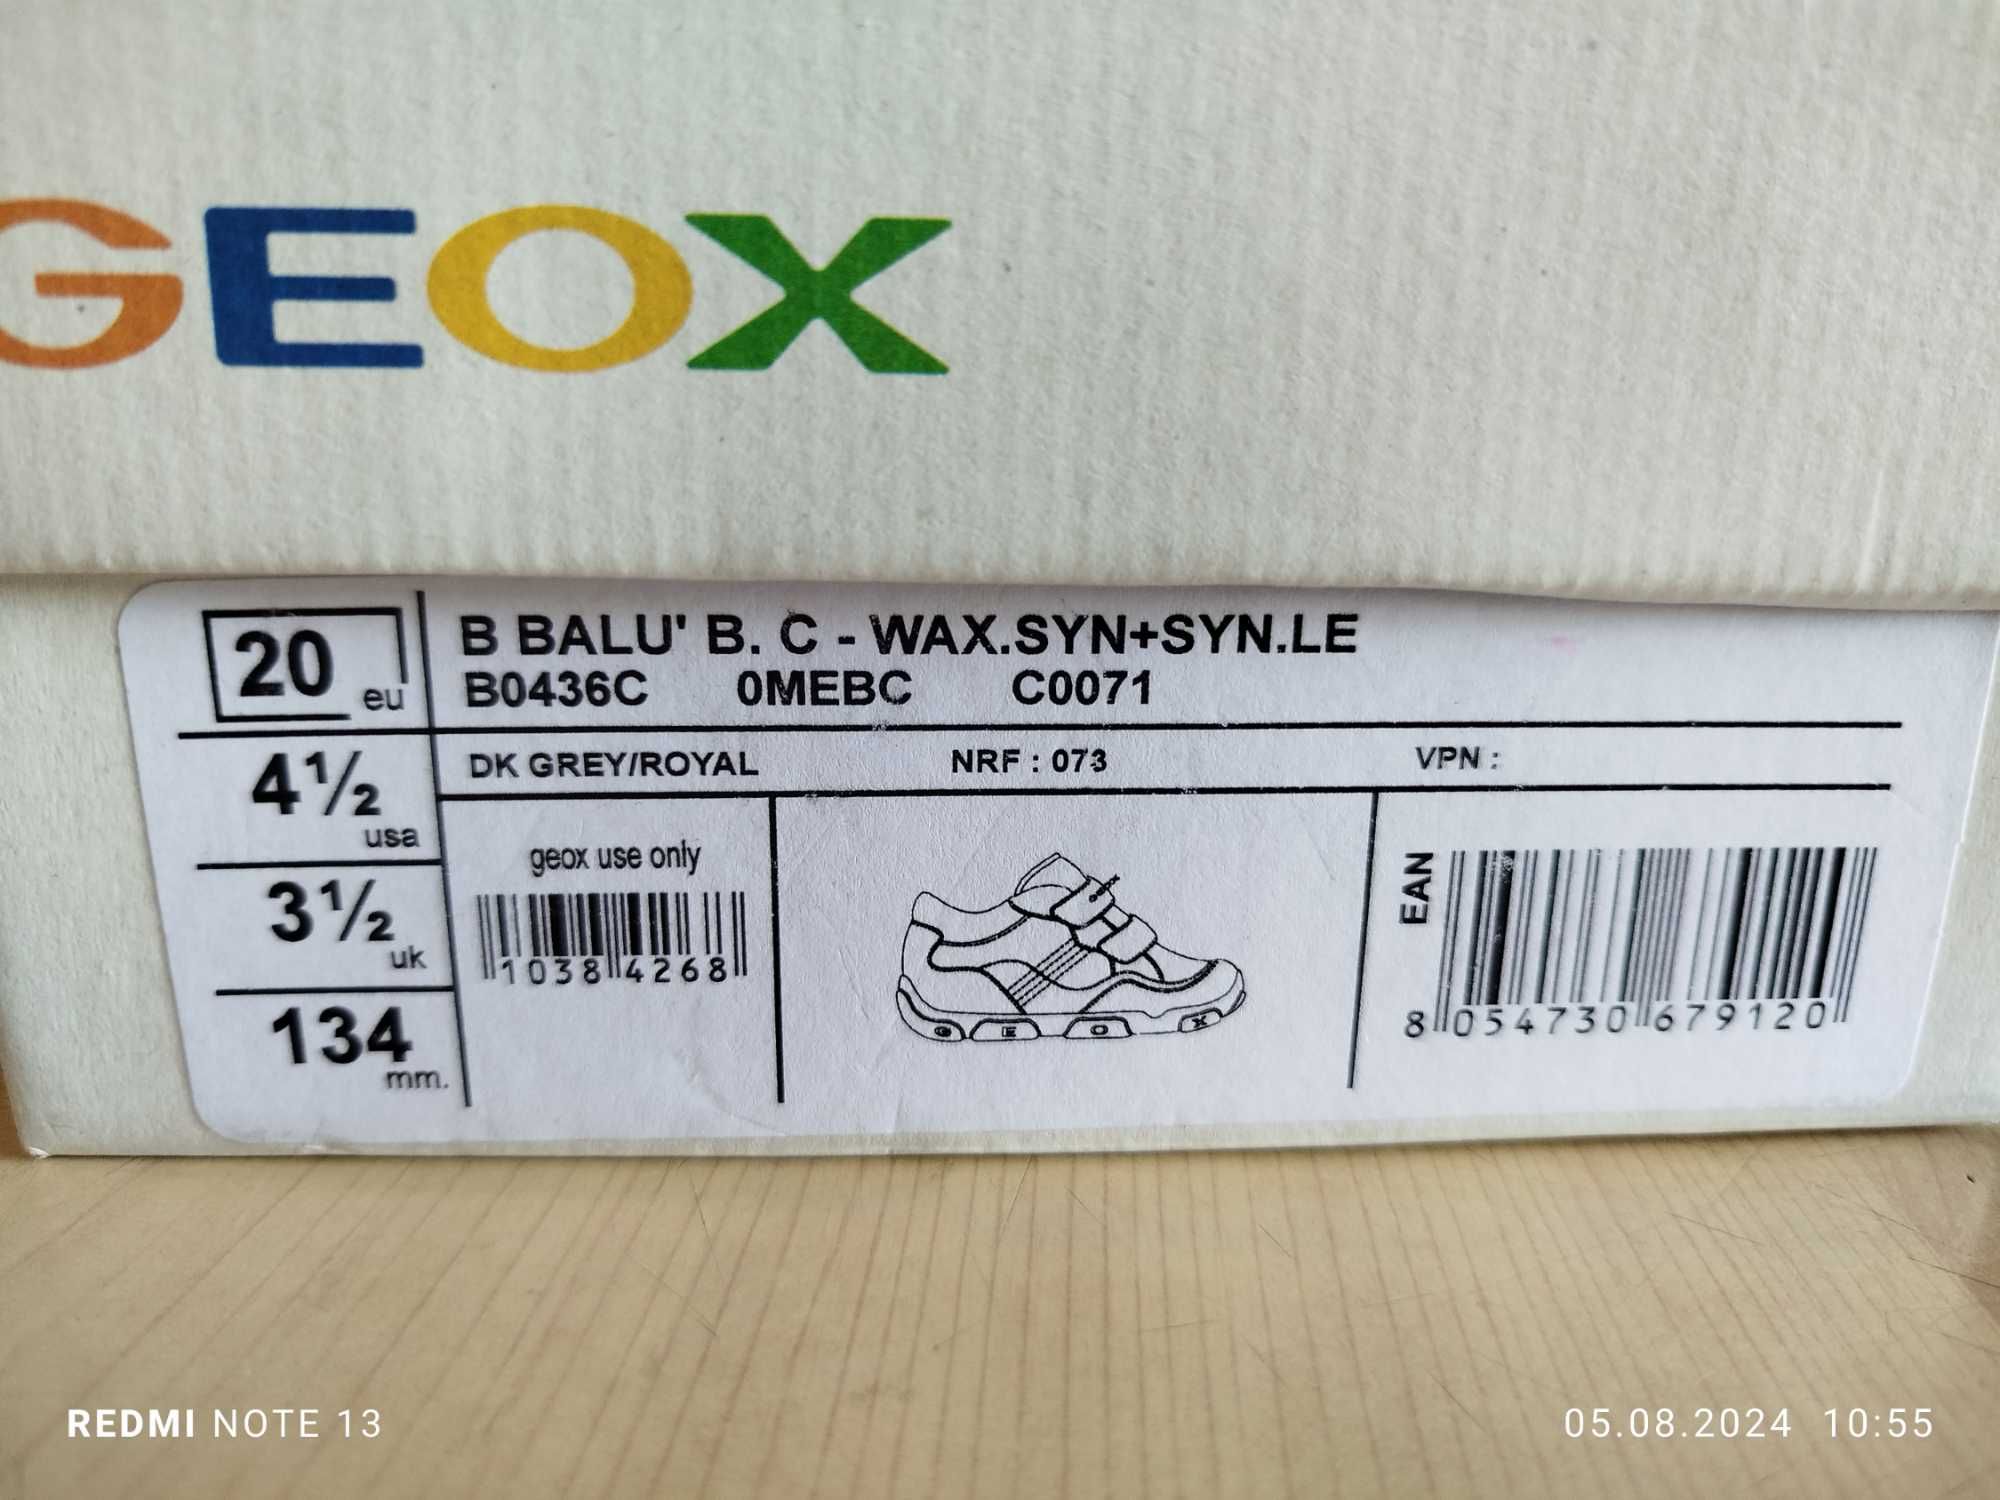 GEOX
20 eu
B BALU' B. C - WAX.SYN+SYN.LE
B0436C 0MEBC C0071
4½ usa
DK GREY/ROYAL NRF : 073 VPN :
3½ uk
134 mm.
geox use only
1038 4268
G E O X
EAN
8 054730 679120
REDMI NOTE 13
05.08.2024 10:55